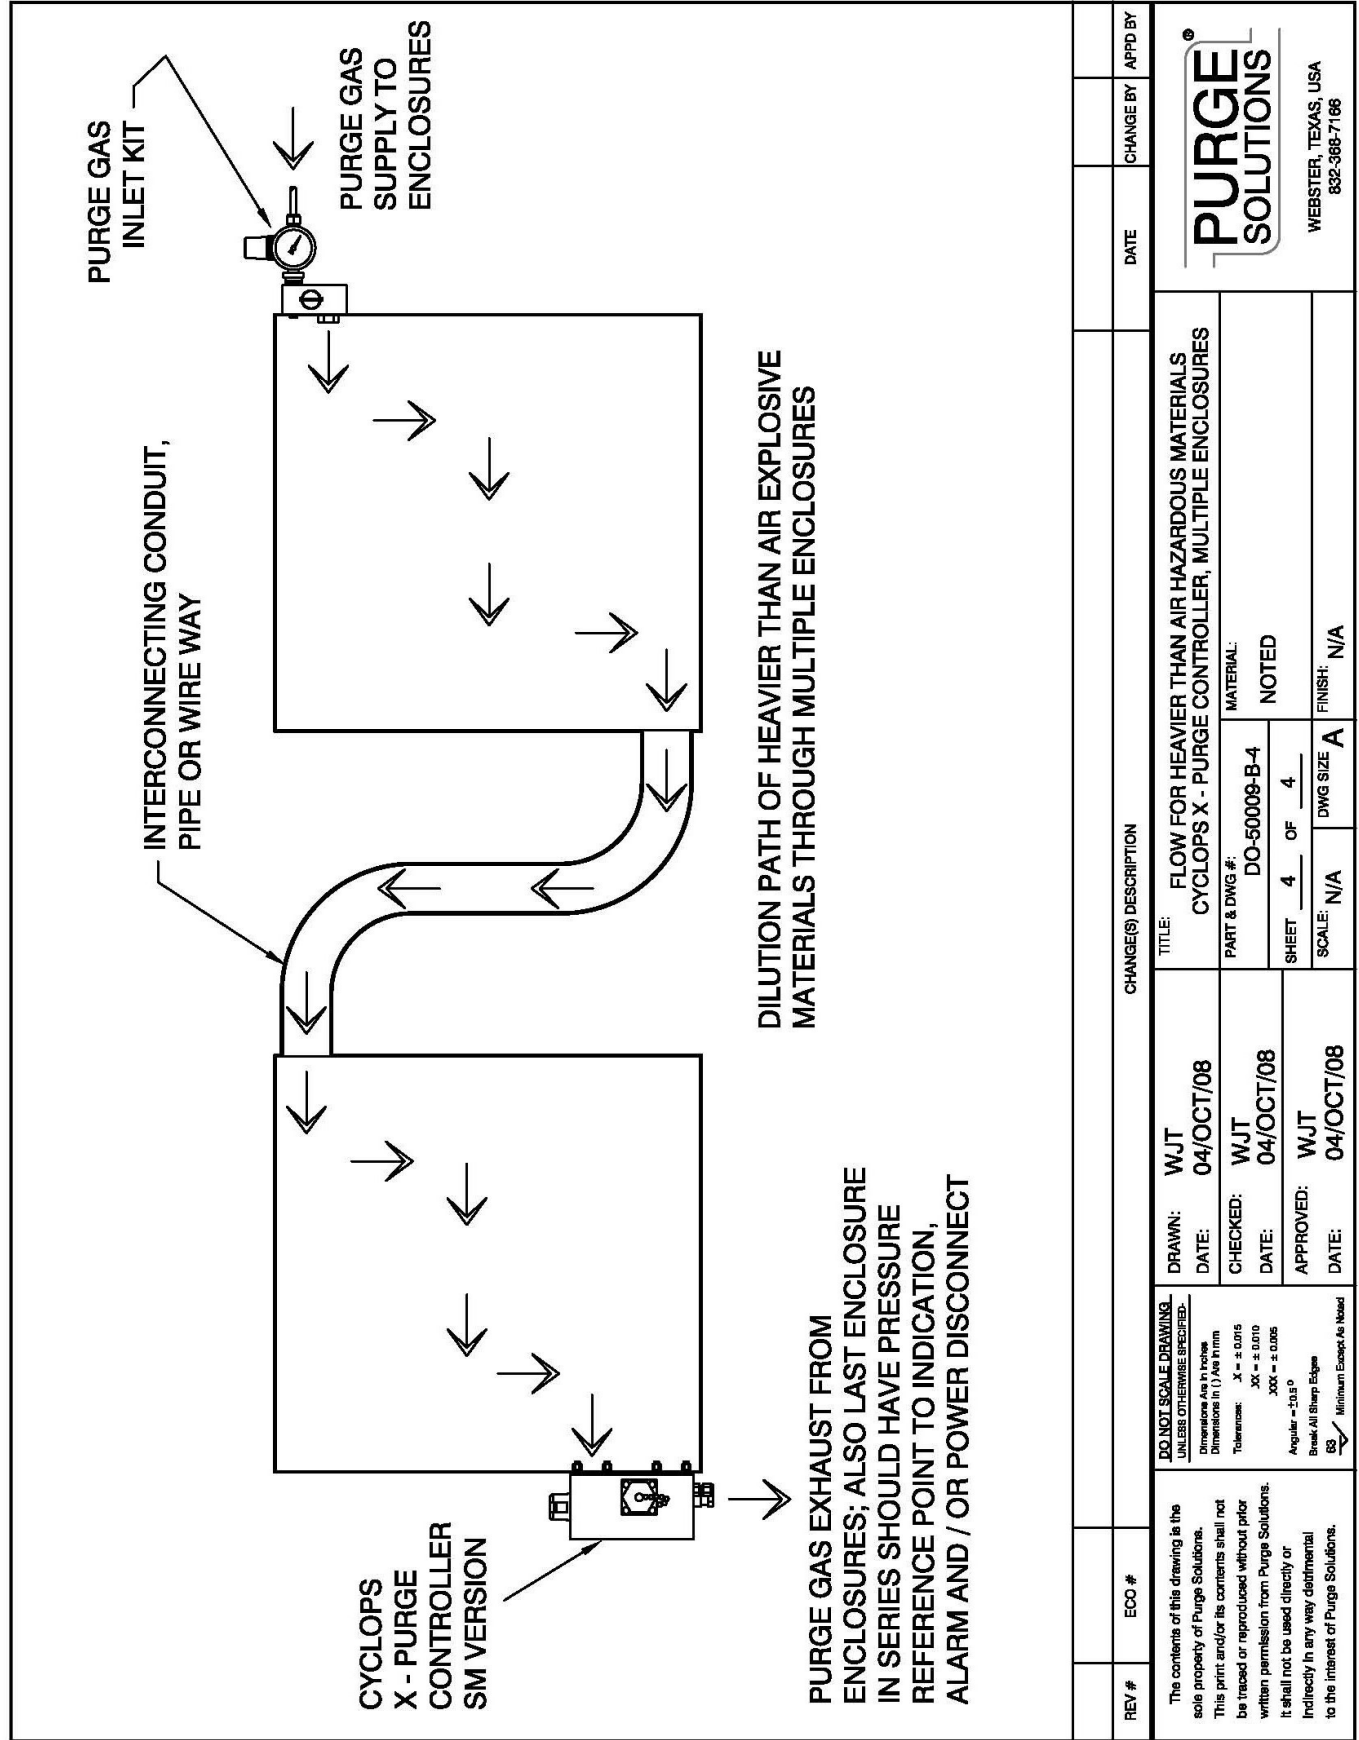 PURGE GAS
INLET KIT
PURGE GAS
SUPPLY TO
ENCLOSURES
INTERCONNECTING CONDUIT,
PIPE OR WIRE WAY
CYCLOPS
X - PURGE
CONTROLLER
SM VERSION
DILUTION PATH OF HEAVIER THAN AIR EXPLOSIVE
MATERIALS THROUGH MULTIPLE ENCLOSURES
PURGE GAS EXHAUST FROM
ENCLOSURES; ALSO LAST ENCLOSURE
IN SERIES SHOULD HAVE PRESSURE
REFERENCE POINT TO INDICATION,
ALARM AND / OR POWER DISCONNECT
REV #
ECO #
CHANGE(S) DESCRIPTION
DATE
CHANGE BY
APPD BY
The contents of this drawing is the
sole property of Purge Solutions.
This print and/or its contents shall not
be traced or reproduced without prior
written permission from Purge Solutions.
It shall not be used directly or
Indirectly in any way detrimental
to the interest of Purge Solutions.
DO NOT SCALE DRAWING
UNLESS OTHERWISE SPECIFIED-
Dimensions Are In Inches
Dimensions In ( ) Are In mm
Tolerances: .X = ± 0.015
.XX = ± 0.010
.XXX = ± 0.005
Angular = ± 0.5°
Break All Sharp Edges
63 Minimum Except As Noted
DRAWN: WJT
DATE: 04/OCT/08
CHECKED: WJT
DATE: 04/OCT/08
APPROVED: WJT
DATE: 04/OCT/08
TITLE: FLOW FOR HEAVIER THAN AIR HAZARDOUS MATERIALS
CYCLOPS X - PURGE CONTROLLER, MULTIPLE ENCLOSURES
PART & DWG #:
DO-50009-B-4
MATERIAL:
NOTED
SHEET 4 OF 4
SCALE: N/A
DWG SIZE A
FINISH: N/A
PURGE®
SOLUTIONS
WEBSTER, TEXAS, USA
832-368-7166